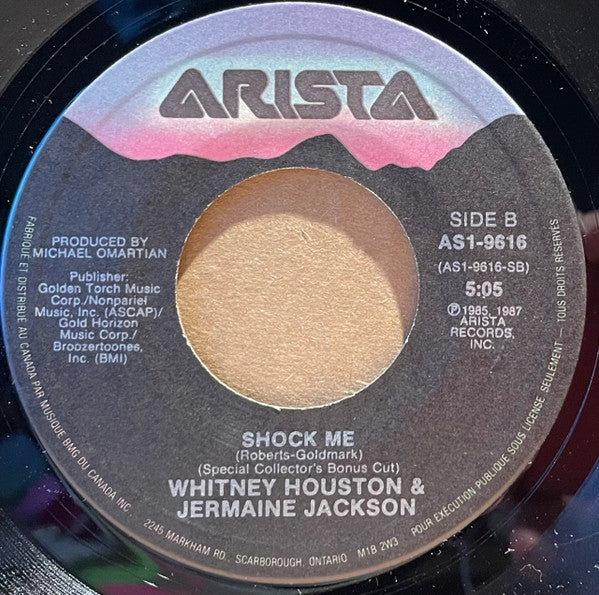 ARISTA
SIDE B
AS1-9616
(AS1-9616-SB)
5:05
℗1985, 1987
ARISTA
RECORDS,
INC.
PRODUCED BY
MICHAEL OMARTIAN
Publisher:
Golden Torch Music
Corp./Nonpareil
Music, Inc. (ASCAP)/
Gold Horizon
Music Corp./
Broozertoones,
Inc. (BMI)
SHOCK ME
(Roberts-Goldmark)
(Special Collector's Bonus Cut)
WHITNEY HOUSTON &
JERMAINE JACKSON
FABRIQUÉ ET DISTRIBUÉ AU CANADA PAR MUSIQUE BMG DU CANADA INC. 2245 MARKHAM RD., SCARBOROUGH, ONTARIO M1B 2W3 POUR EXÉCUTION PUBLIQUE SOUS LICENSE SEULEMENT — TOUS DROITS RÉSERVÉS